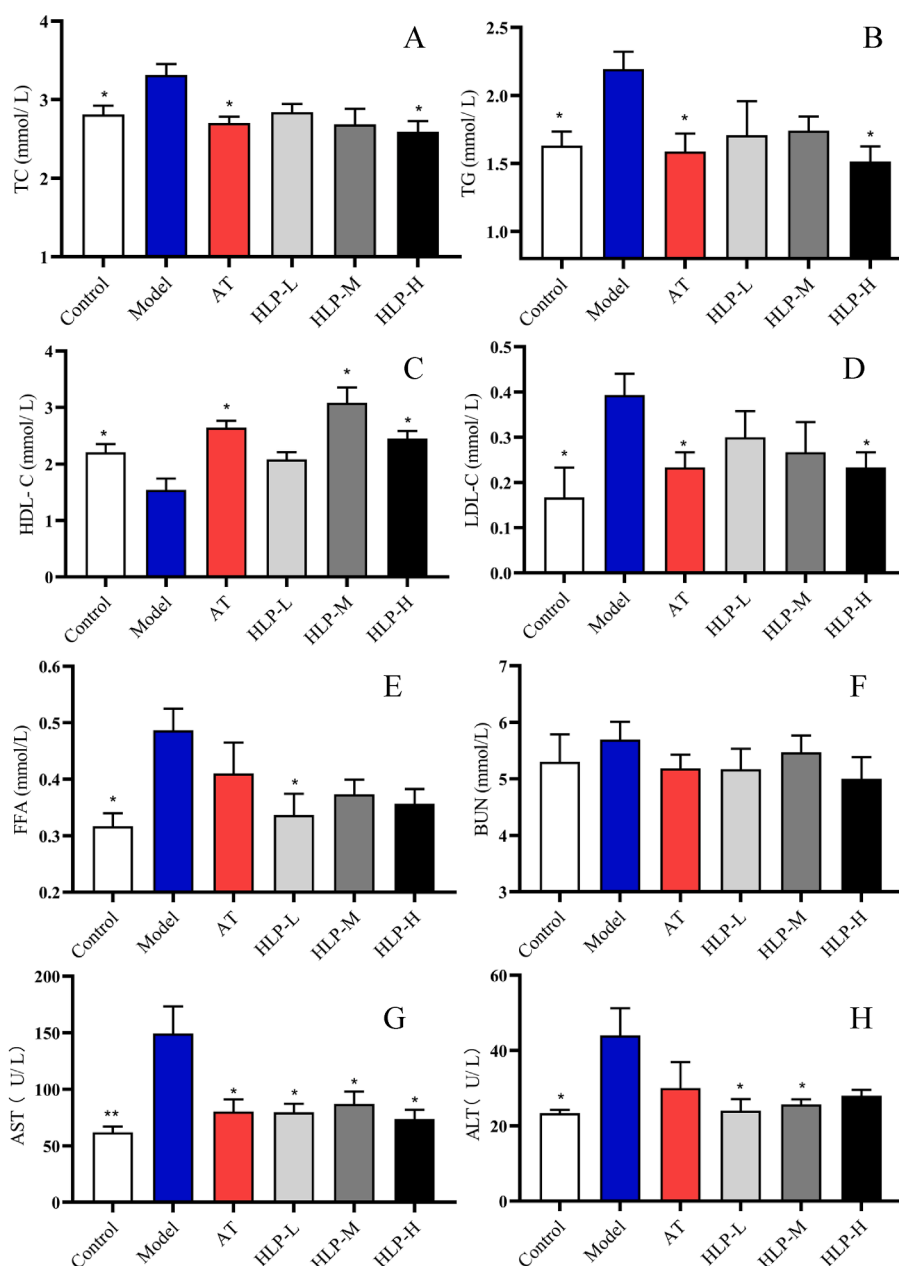 A
TC (mmol/ L)
4
3
2
1
* * *
Control Model AT HLP-L HLP-M HLP-H
B
TG (mmol/ L)
2.5
2.0
1.5
1.0
* * *
Control Model AT HLP-L HLP-M HLP-H
C
HDL- C (mmol/ L)
4
3
2
1
0
* * * *
Control Model AT HLP-L HLP-M HLP-H
D
LDL-C (mmol/ L)
0.5
0.4
0.3
0.2
0.1
0.0
* * *
Control Model AT HLP-L HLP-M HLP-H
E
FFA (mmol/L)
0.6
0.5
0.4
0.3
0.2
* *
Control Model AT HLP-L HLP-M HLP-H
F
BUN (mmol/L)
7
6
5
4
3
Control Model AT HLP-L HLP-M HLP-H
G
AST（ U/ L）
200
150
100
50
0
** * * * *
Control Model AT HLP-L HLP-M HLP-H
H
ALT（ U/ L）
60
40
20
0
* * *
Control Model AT HLP-L HLP-M HLP-H